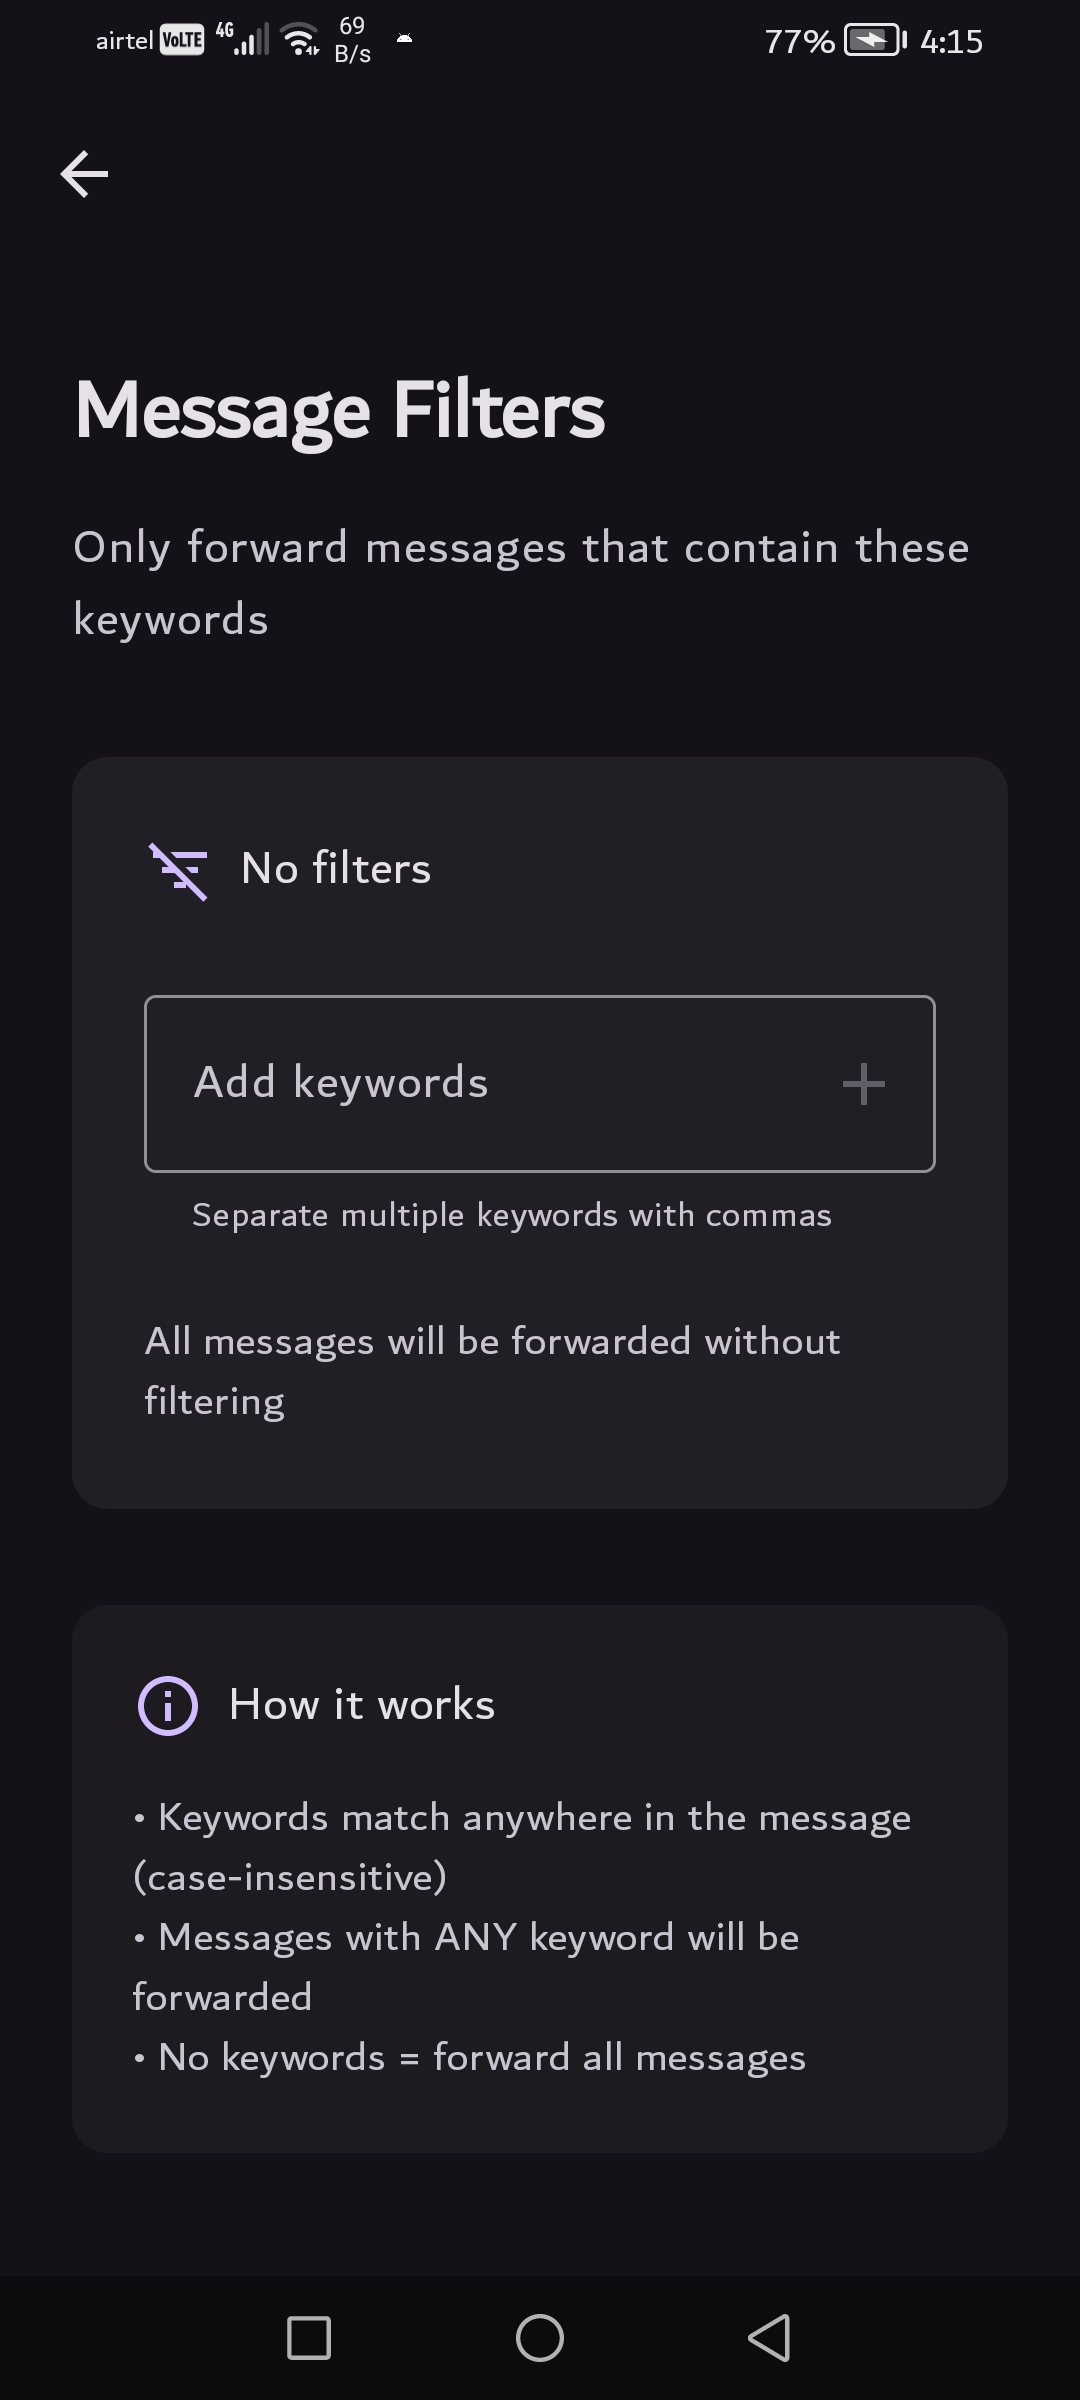 airtel VoLTE 4G 69 B/s 77% 4:15
Message Filters
Only forward messages that contain these
keywords
No filters
Add keywords
Separate multiple keywords with commas
All messages will be forwarded without
filtering
How it works
• Keywords match anywhere in the message
(case-insensitive)
• Messages with ANY keyword will be
forwarded
• No keywords = forward all messages